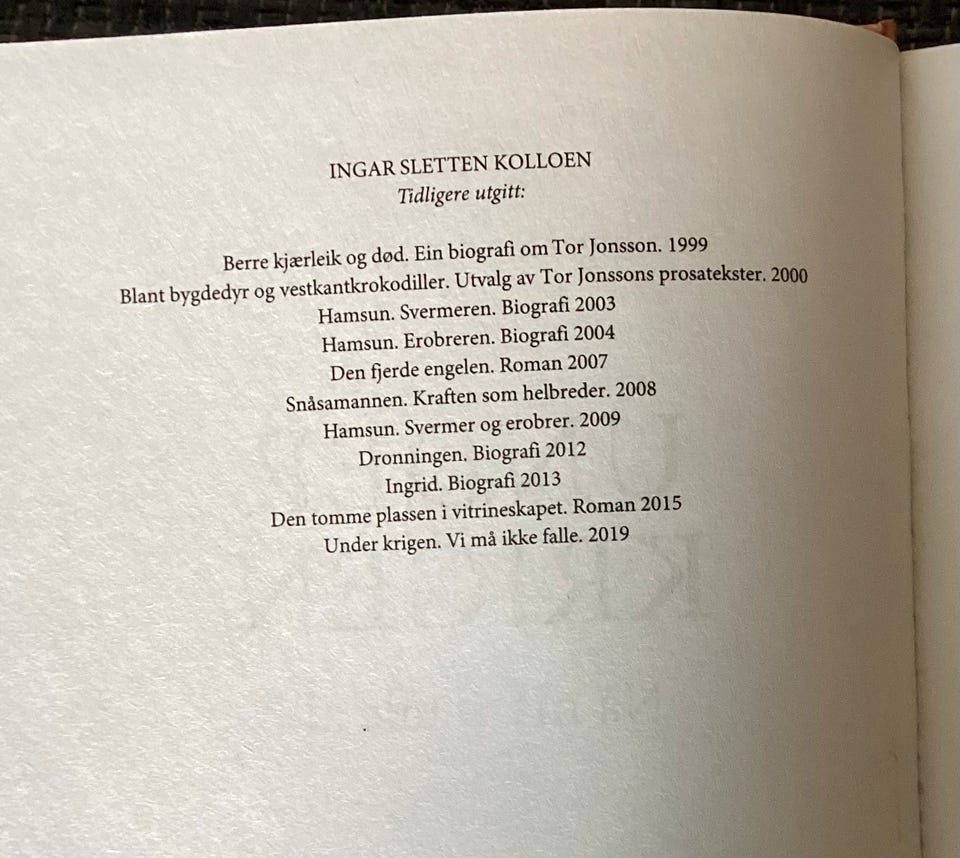 INGAR SLETTEN KOLLOEN
Tidligere utgitt:
Berre kjærleik og død. Ein biografi om Tor Jonsson. 1999
Blant bygdedyr og vestkantkrokodiller. Utvalg av Tor Jonssons prosatekster. 2000
Hamsun. Svermeren. Biografi 2003
Hamsun. Erobreren. Biografi 2004
Den fjerde engelen. Roman 2007
Snåsamannen. Kraften som helbreder. 2008
Hamsun. Svermer og erobrer. 2009
Dronningen. Biografi 2012
Ingrid. Biografi 2013
Den tomme plassen i vitrineskapet. Roman 2015
Under krigen. Vi må ikke falle. 2019